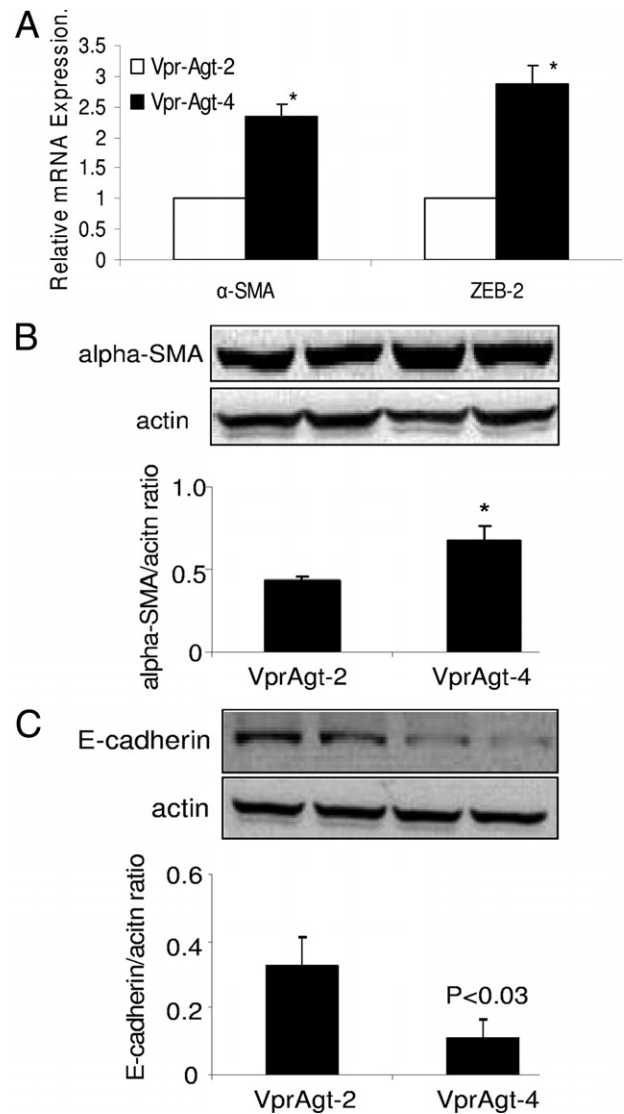 A
Relative mRNA Expression.
3.5
3
2.5
2
1.5
1
0.5
0
Vpr-Agt-2
Vpr-Agt-4
*
*
α-SMA
ZEB-2
B
alpha-SMA
actin
alpha-SMA/acitn ratio
1.0
0.5
0
*
VprAgt-2
VprAgt-4
C
E-cadherin
actin
E-cadherin/acitn ratio
0.6
0.4
0.2
0
P<0.03
VprAgt-2
VprAgt-4